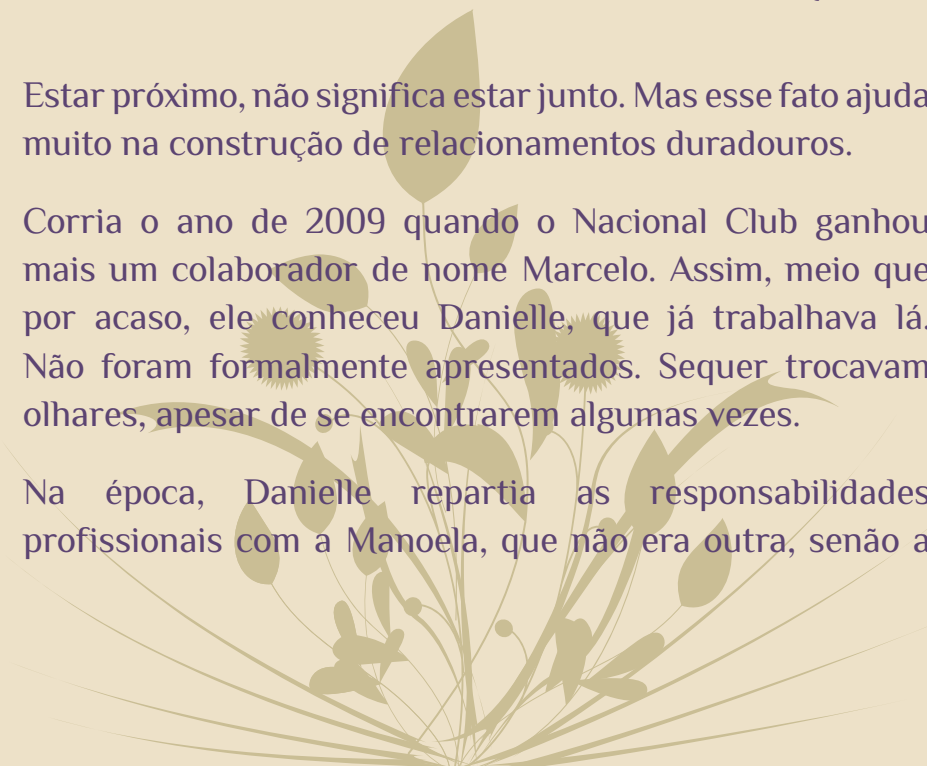 Estar próximo, não significa estar junto. Mas esse fato ajuda
muito na construção de relacionamentos duradouros.
Corria o ano de 2009 quando o Nacional Club ganhou
mais um colaborador de nome Marcelo. Assim, meio que
por acaso, ele conheceu Danielle, que já trabalhava lá.
Não foram formalmente apresentados. Sequer trocavam
olhares, apesar de se encontrarem algumas vezes.
Na época, Danielle repartia as responsabilidades
profissionais com a Manoela, que não era outra, senão a